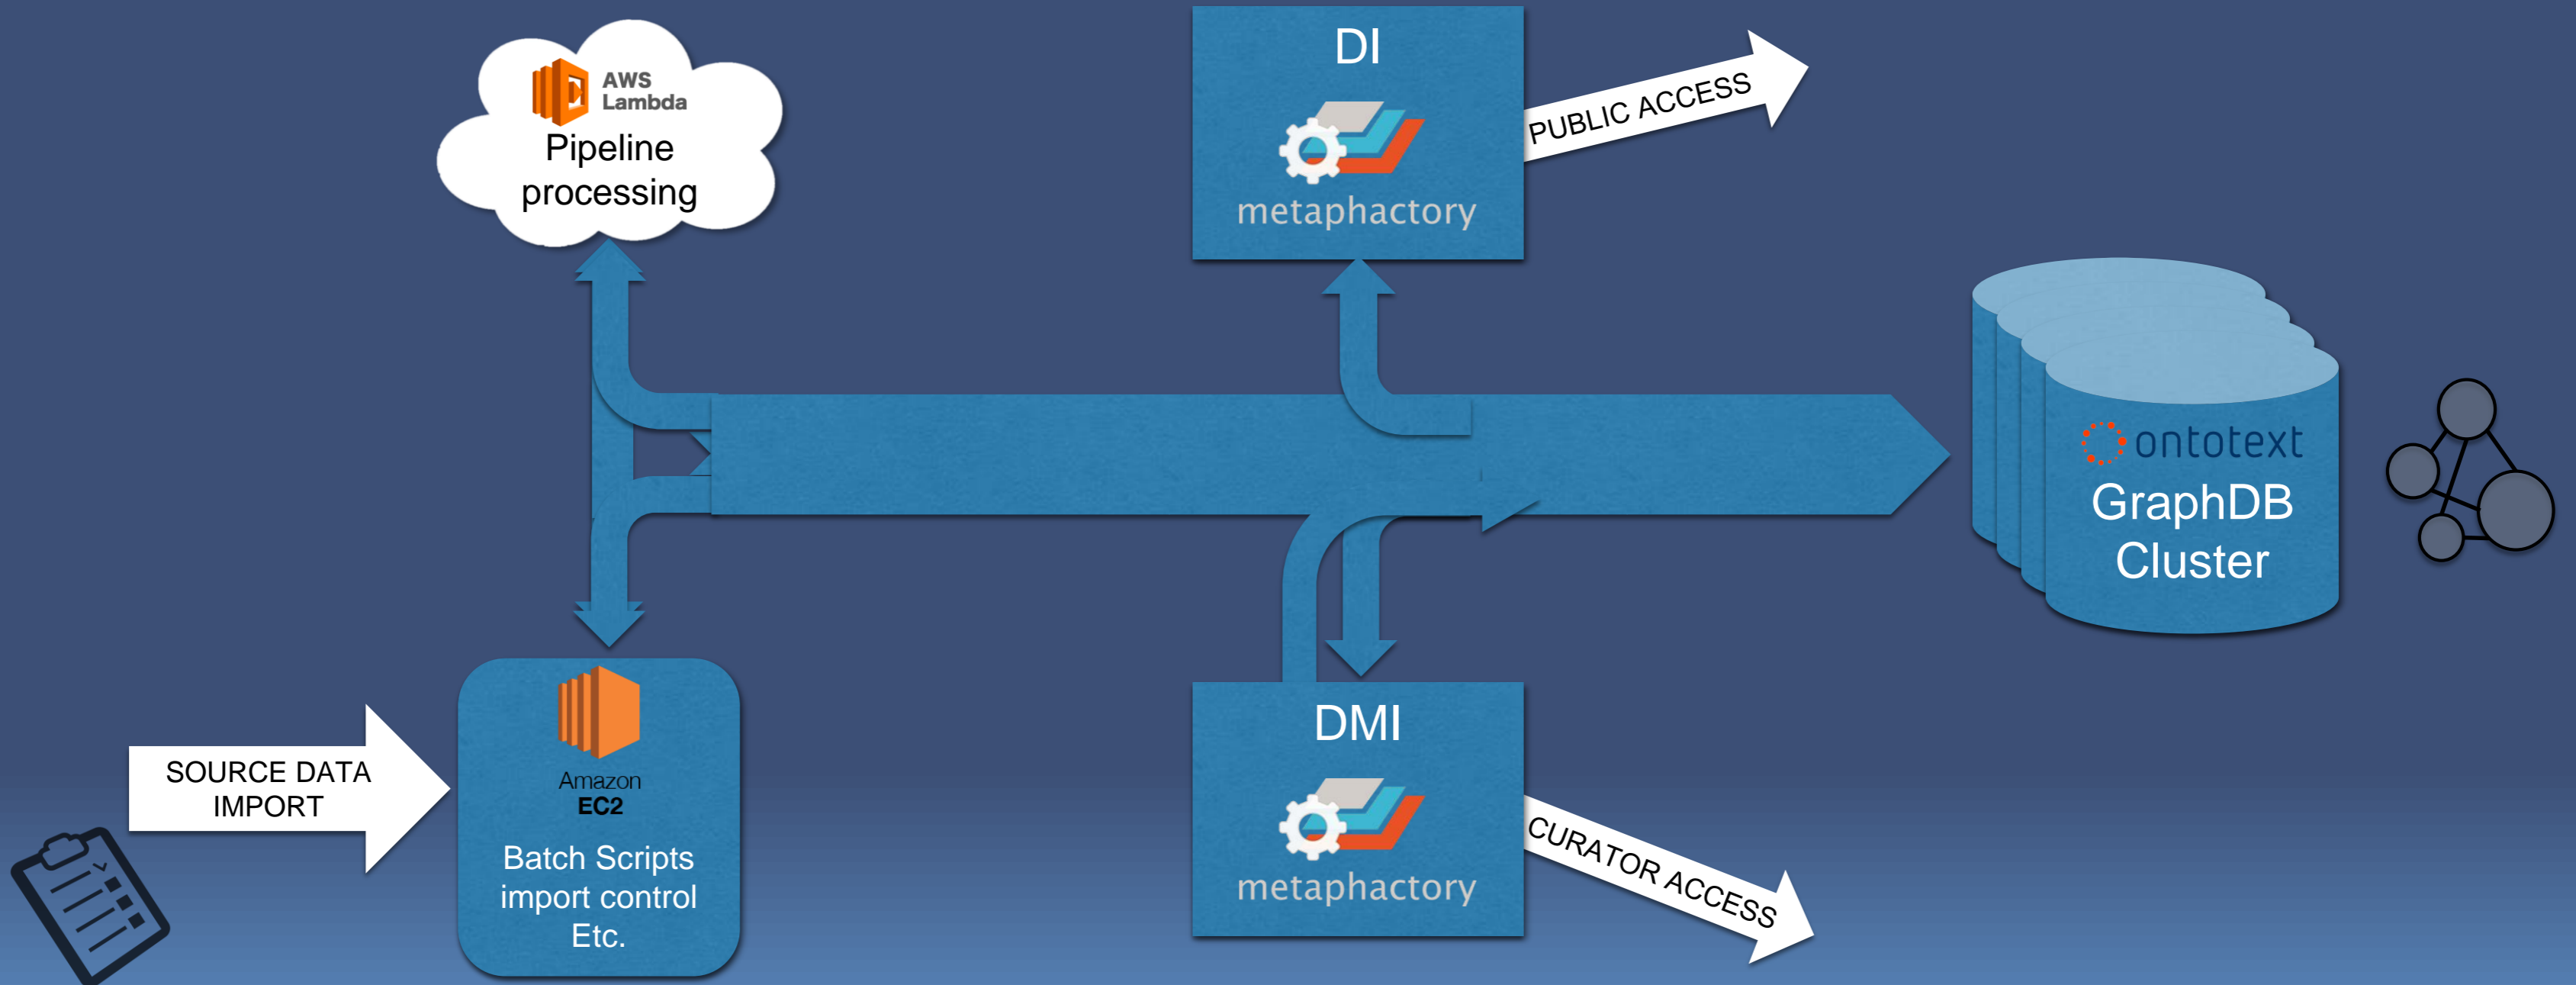 AWS
Lambda
Pipeline
processing
DI
metaphactory
PUBLIC ACCESS
ontotext
GraphDB
Cluster
SOURCE DATA
IMPORT
Amazon
EC2
Batch Scripts
import control
Etc.
DMI
metaphactory
CURATOR ACCESS